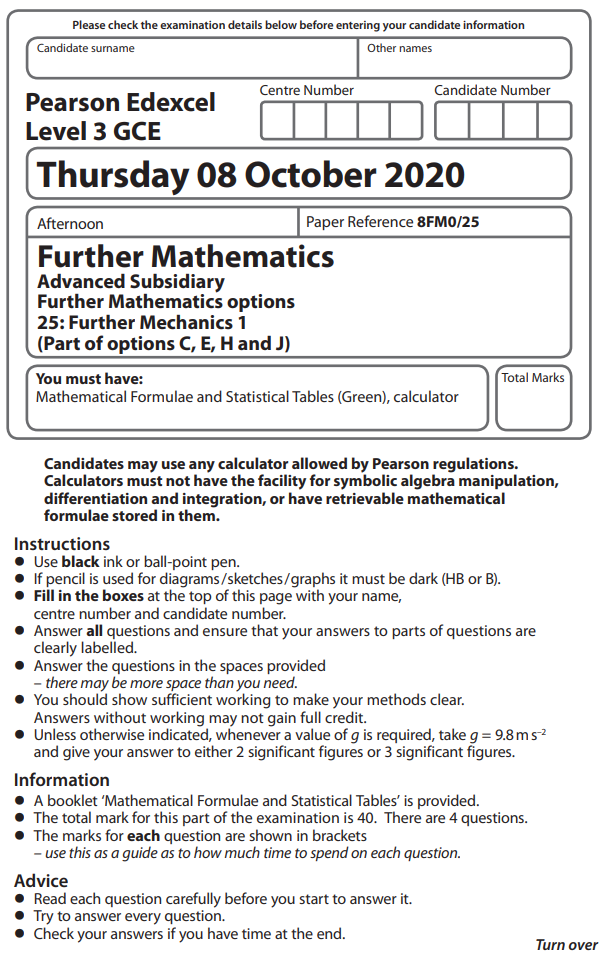 Please check the examination details below before entering your candidate information
Candidate surname
Other names
Pearson Edexcel
Level 3 GCE
Centre Number
Candidate Number
Thursday 08 October 2020
Afternoon
Paper Reference 8FM0/25
Further Mathematics
Advanced Subsidiary
Further Mathematics options
25: Further Mechanics 1
(Part of options C, E, H and J)
You must have:
Mathematical Formulae and Statistical Tables (Green), calculator
Total Marks
Candidates may use any calculator allowed by Pearson regulations.
Calculators must not have the facility for symbolic algebra manipulation,
differentiation and integration, or have retrievable mathematical
formulae stored in them.
Instructions
● Use black ink or ball-point pen.
● If pencil is used for diagrams/sketches/graphs it must be dark (HB or B).
● Fill in the boxes at the top of this page with your name,
centre number and candidate number.
● Answer all questions and ensure that your answers to parts of questions are
clearly labelled.
● Answer the questions in the spaces provided
– there may be more space than you need.
● You should show sufficient working to make your methods clear.
Answers without working may not gain full credit.
● Unless otherwise indicated, whenever a value of g is required, take g = 9.8 m s⁻²
and give your answer to either 2 significant figures or 3 significant figures.
Information
● A booklet ‘Mathematical Formulae and Statistical Tables’ is provided.
● The total mark for this part of the examination is 40. There are 4 questions.
● The marks for each question are shown in brackets
– use this as a guide as to how much time to spend on each question.
Advice
● Read each question carefully before you start to answer it.
● Try to answer every question.
● Check your answers if you have time at the end.
Turn over